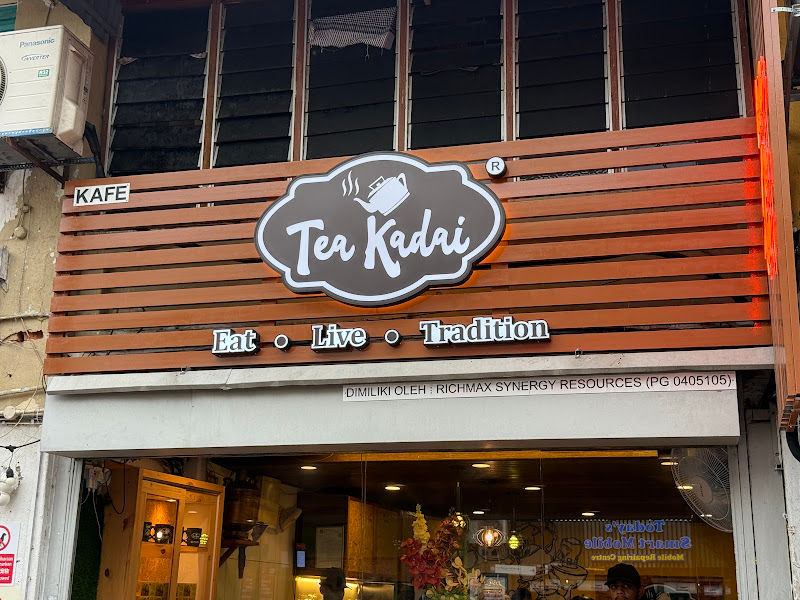 Panasonic
INVERTER
KAFE
R
Tea Kadai
Eat • Live • Tradition
DIMILIKI OLEH : RICHMAX SYNERGY RESOURCES (PG 0405105)
Today's
Smart Mobile
Mobile Repairing Centre